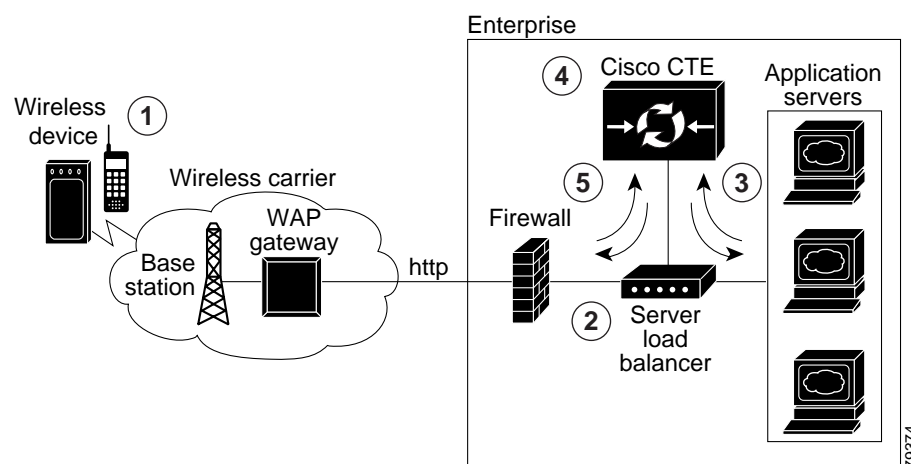 Enterprise
4
Cisco CTE
Application
servers
Wireless
device
1
Wireless carrier
5
3
WAP
gateway
Firewall
Base
station
http
2
Server
load
balancer
79374